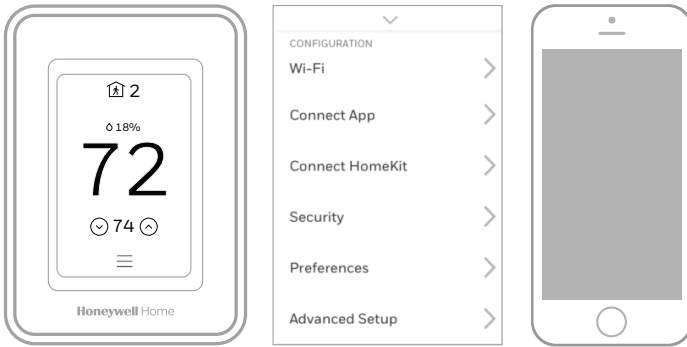 2
18%
72
74
Honeywell Home
CONFIGURATION
Wi-Fi
Connect App
Connect HomeKit
Security
Preferences
Advanced Setup